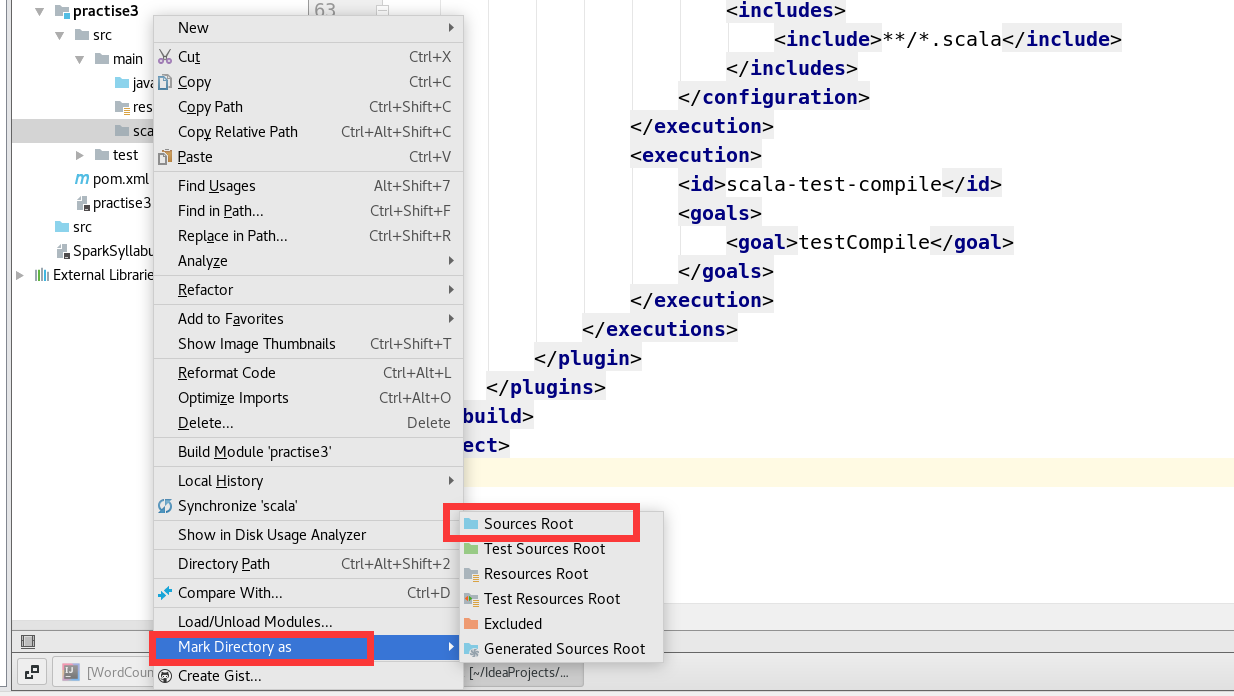 practise3
src
main
java
res
sca
test
pom.xml
practise3
src
SparkSyllabu
External Librarie
New
Cut Ctrl+X
Copy Ctrl+C
Copy Path Ctrl+Shift+C
Copy Relative Path Ctrl+Alt+Shift+C
Paste Ctrl+V
Find Usages Alt+Shift+7
Find in Path... Ctrl+Shift+F
Replace in Path... Ctrl+Shift+R
Analyze
Refactor
Add to Favorites
Show Image Thumbnails Ctrl+Shift+T
Reformat Code Ctrl+Alt+L
Optimize Imports Ctrl+Alt+O
Delete... Delete
Build Module 'practise3'
Local History
Synchronize 'scala'
Show in Disk Usage Analyzer
Directory Path Ctrl+Alt+Shift+2
Compare With... Ctrl+D
Load/Unload Modules...
Mark Directory as
Create Gist...
Sources Root
Test Sources Root
Resources Root
Test Resources Root
Excluded
Generated Sources Root
63
<includes>
<include>**/*.scala</include>
</includes>
</configuration>
</execution>
<execution>
<id>scala-test-compile</id>
<goals>
<goal>testCompile</goal>
</goals>
</execution>
</executions>
</plugin>
</plugins>
build>
ect>
[WordCoun
[~/IdeaProjects/...